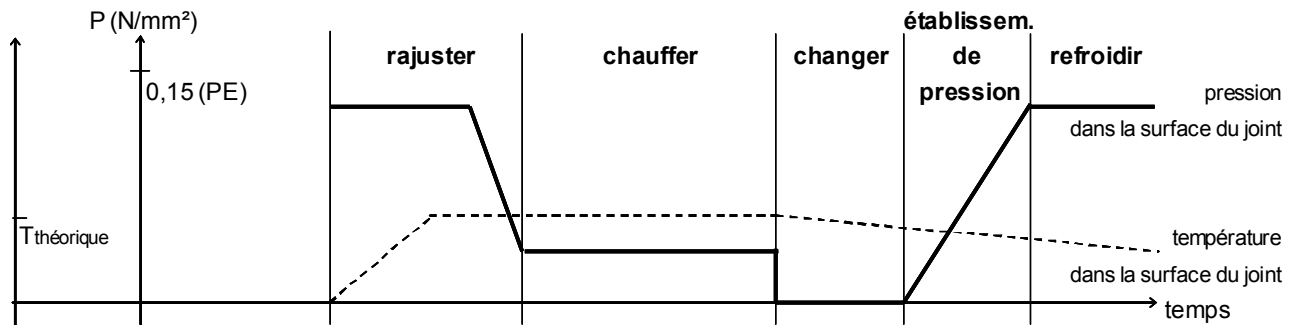 P (N/mm²)
0,15 (PE)
rajuster
chauffer
changer
établissem.
de
pression
refroidir
pression
dans la surface du joint
Tthéorique
température
dans la surface du joint
temps